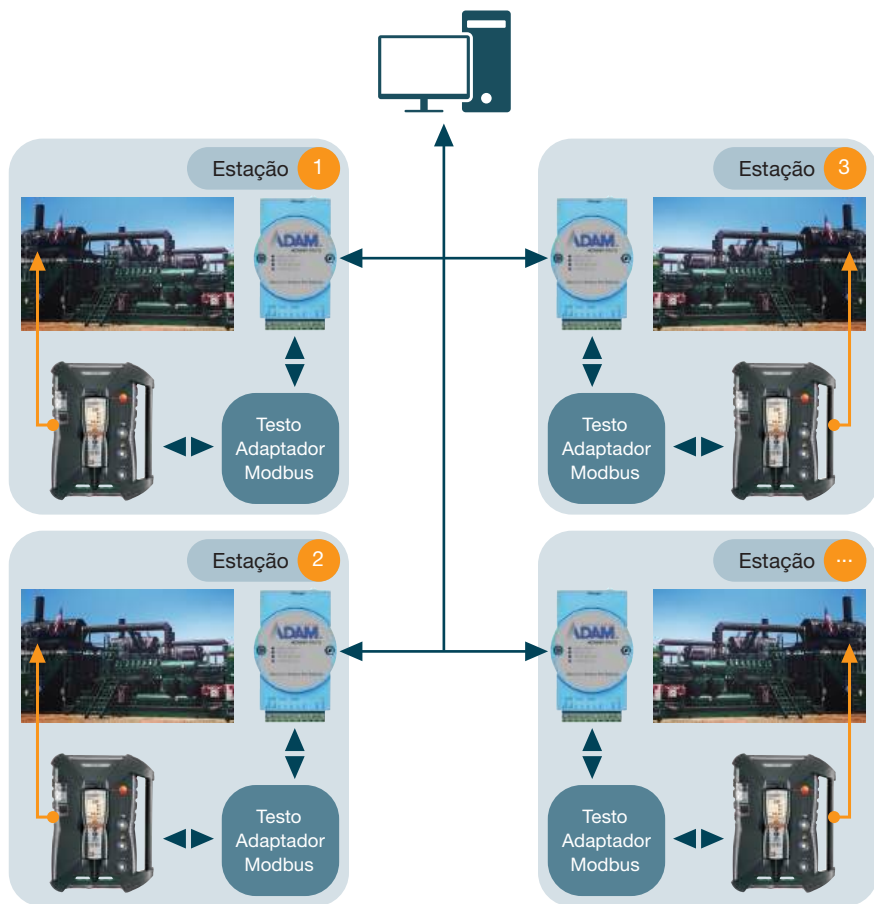 Estação 1
ADAM
Testo
Adaptador
Modbus
Estação 3
ADAM
Testo
Adaptador
Modbus
Estação 2
ADAM
Testo
Adaptador
Modbus
Estação ...
ADAM
Testo
Adaptador
Modbus